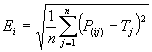 E_i = \sqrt{\frac{1}{n}\sum_{j=1}^{n}\left(P_{(ij)} - T_j\right)^2}